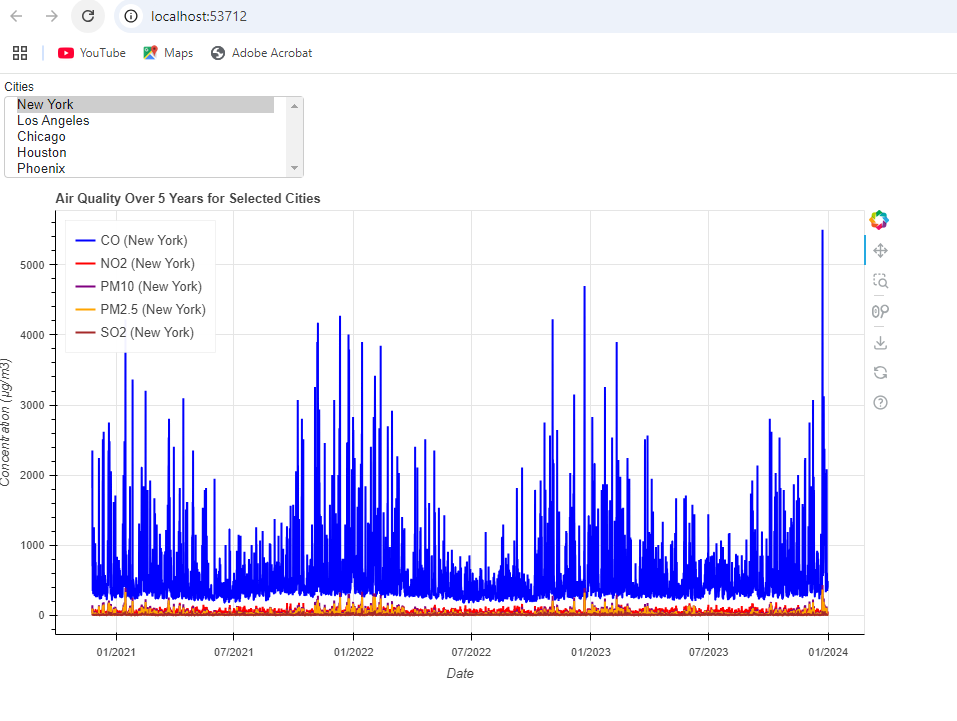 localhost:53712
YouTube Maps Adobe Acrobat
Cities
New York
Los Angeles
Chicago
Houston
Phoenix
Air Quality Over 5 Years for Selected Cities
CO (New York)
NO2 (New York)
PM10 (New York)
PM2.5 (New York)
SO2 (New York)
5000
4000
3000
2000
1000
0
Concentration (µg/m3)
01/2021 07/2021 01/2022 07/2022 01/2023 07/2023 01/2024
Date